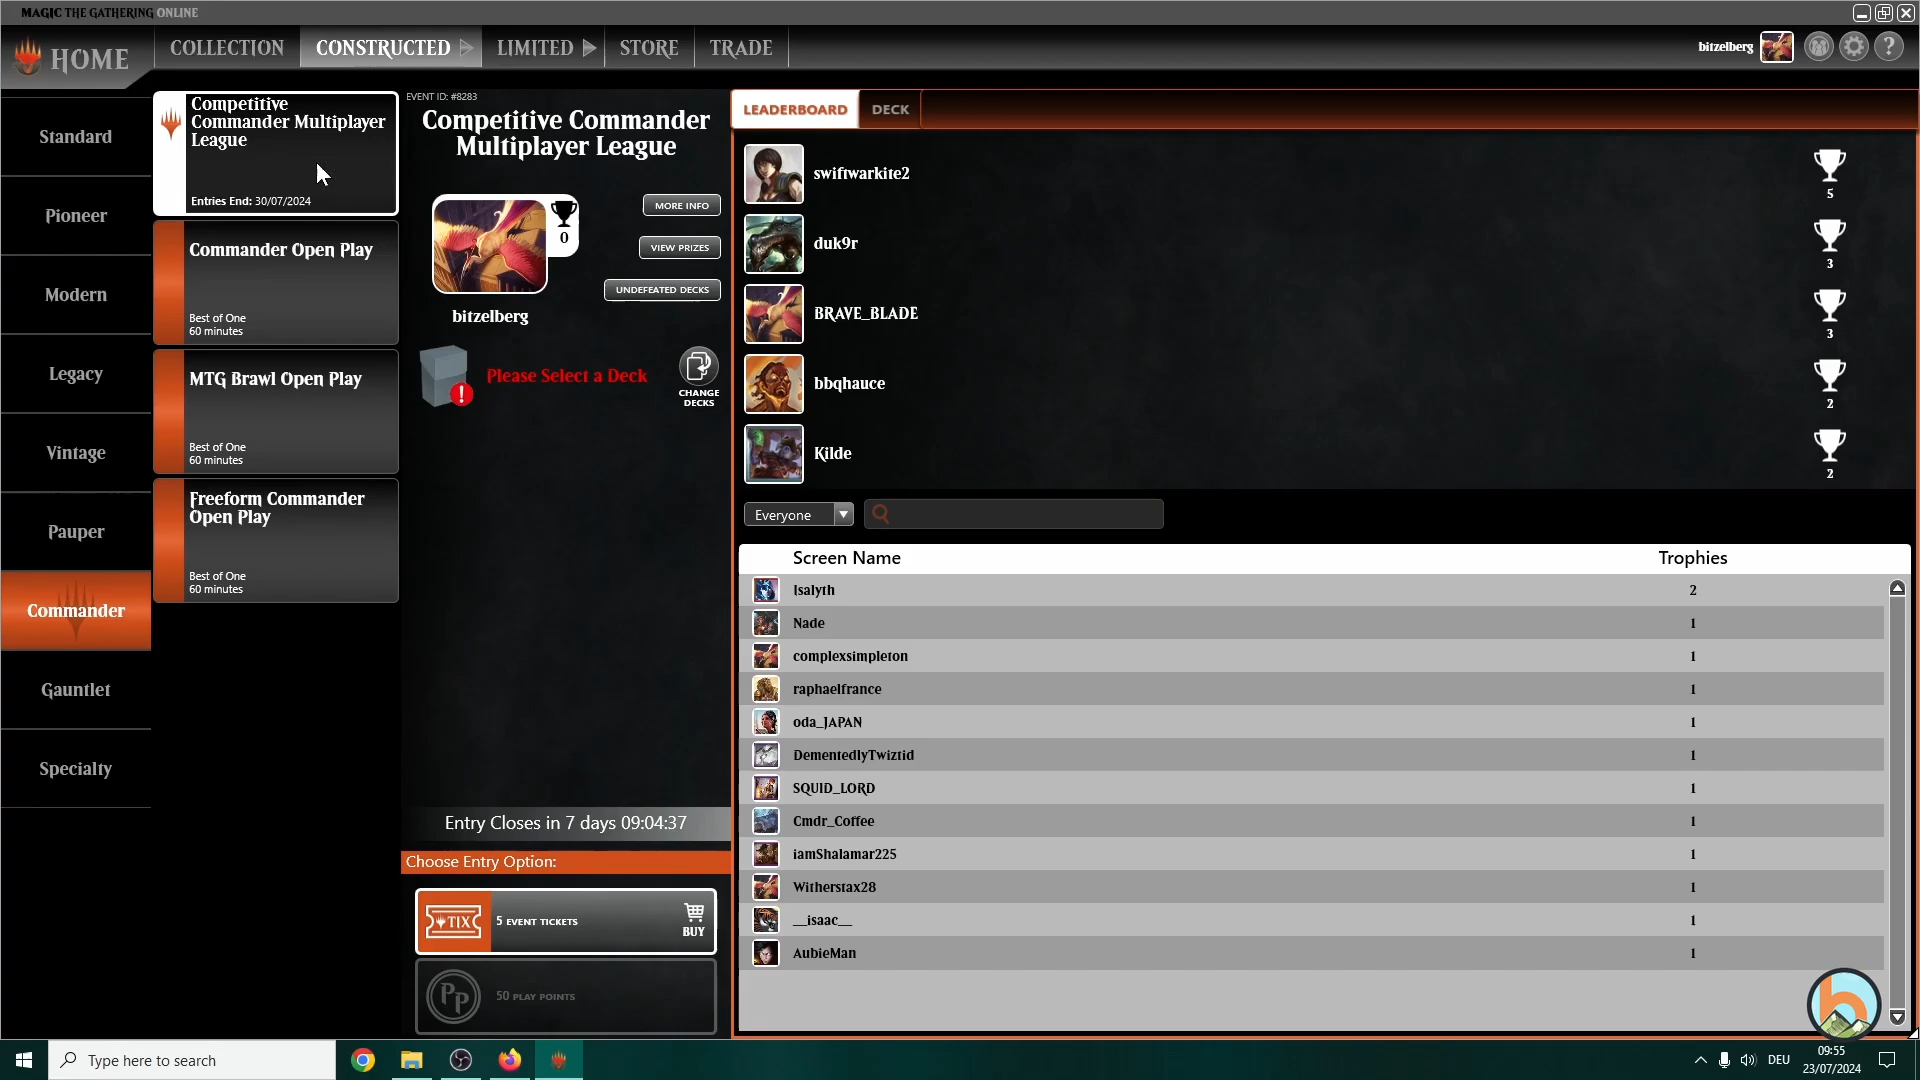 MAGIC THE GATHERING ONLINE
HOME
COLLECTION
CONSTRUCTED
LIMITED
STORE
TRADE
bitzelberg
?
Standard
Pioneer
Modern
Legacy
Vintage
Pauper
Commander
Gauntlet
Specialty
Competitive
Commander Multiplayer
League
Entries End: 30/07/2024
Commander Open Play
Best of One
60 minutes
MTG Brawl Open Play
Best of One
60 minutes
Freeform Commander
Open Play
Best of One
60 minutes
EVENT ID: #8283
Competitive Commander
Multiplayer League
0
MORE INFO
VIEW PRIZES
UNDEFEATED DECKS
bitzelberg
!
Please Select a Deck
CHANGE
DECKS
Entry Closes in 7 days 09:04:37
Choose Entry Option:
TIX
5 EVENT TICKETS
BUY
PP
50 PLAY POINTS
LEADERBOARD
DECK
swiftwarkite2
5
duk9r
3
BRAVE_BLADE
3
bbqhauce
2
Kilde
2
Everyone
Screen Name Trophies
Isalyth 2
Nade 1
complexsimpleton 1
raphaelfrance 1
oda_JAPAN 1
DementedlyTwiztid 1
SQUID_LORD 1
Cmdr_Coffee 1
iamShalamar225 1
Witherstax28 1
__isaac__ 1
AubieMan 1
b
Type here to search
DEU
09:55
23/07/2024